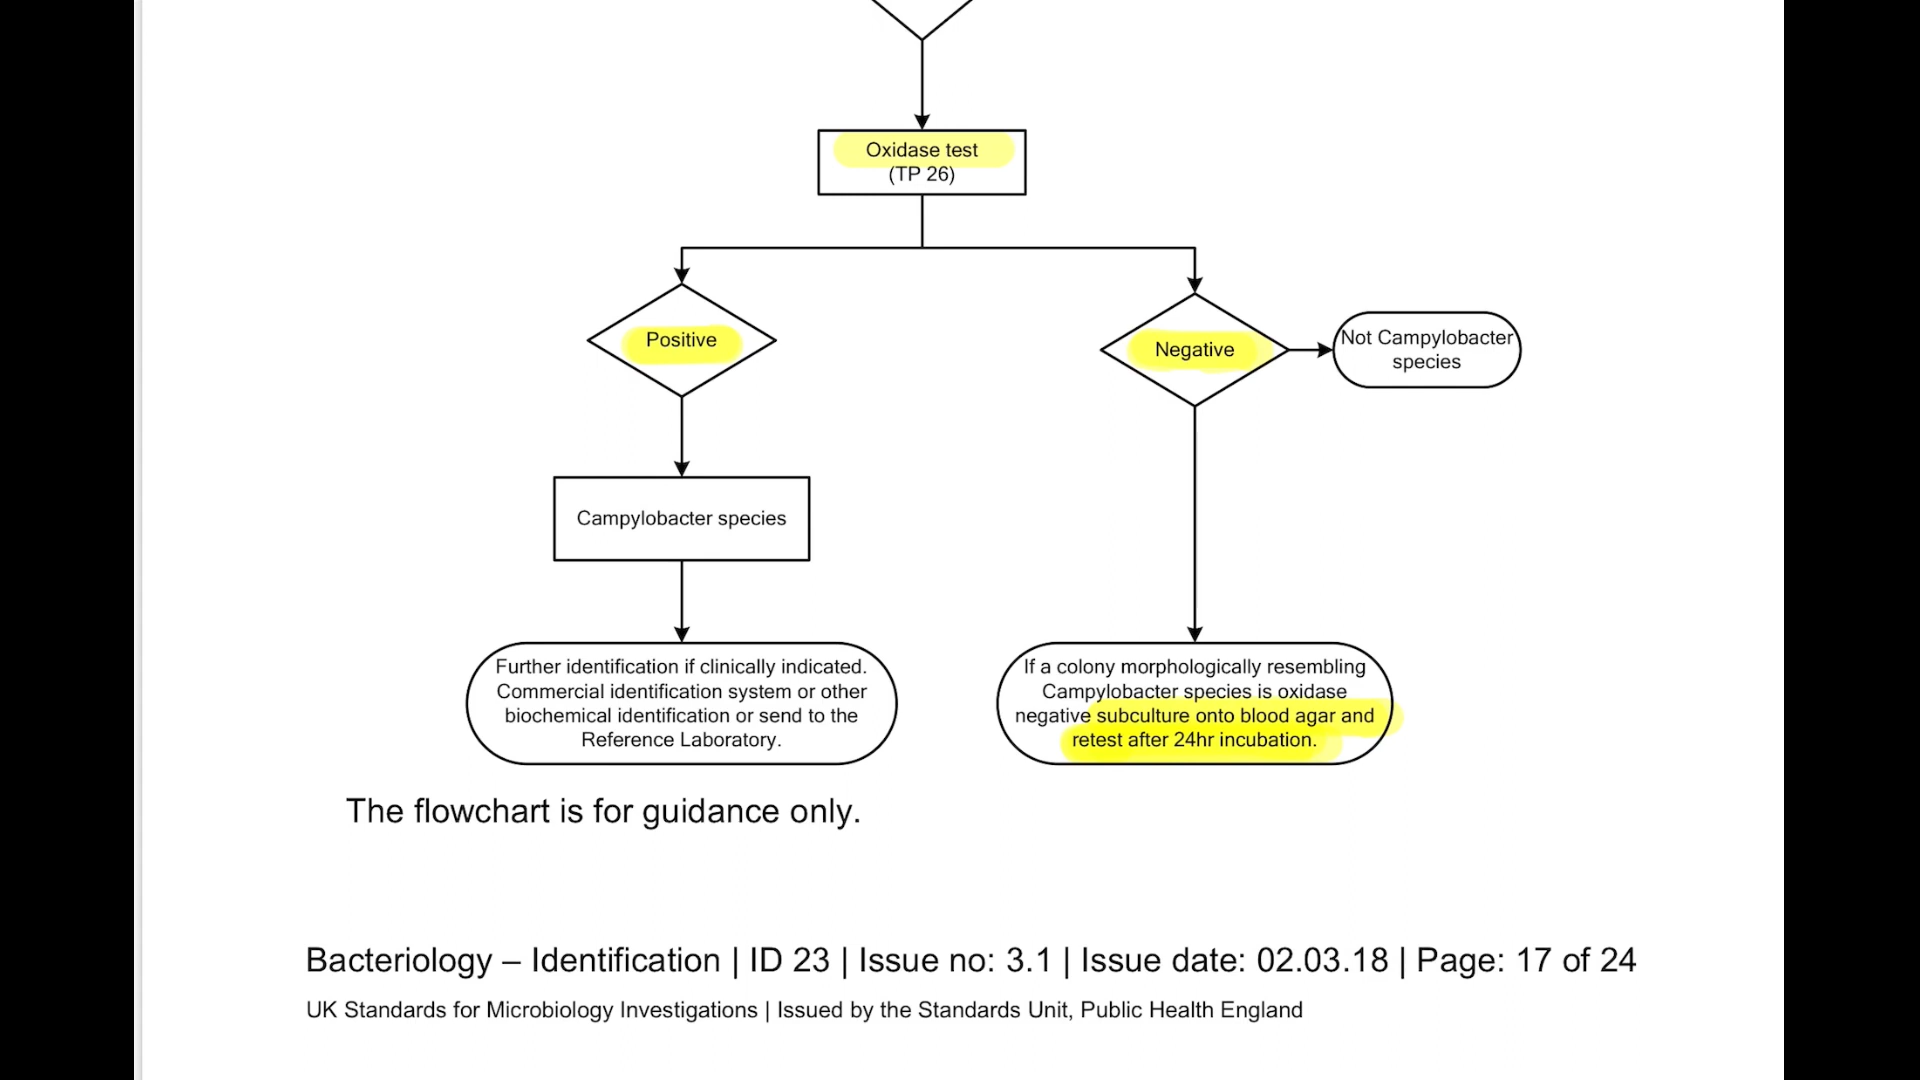 Oxidase test
(TP 26)
Positive
Negative
Not Campylobacter
species
Campylobacter species
Further identification if clinically indicated.
Commercial identification system or other
biochemical identification or send to the
Reference Laboratory.
If a colony morphologically resembling
Campylobacter species is oxidase
negative subculture onto blood agar and
retest after 24hr incubation.
The flowchart is for guidance only.
Bacteriology – Identification | ID 23 | Issue no: 3.1 | Issue date: 02.03.18 | Page: 17 of 24
UK Standards for Microbiology Investigations | Issued by the Standards Unit, Public Health England